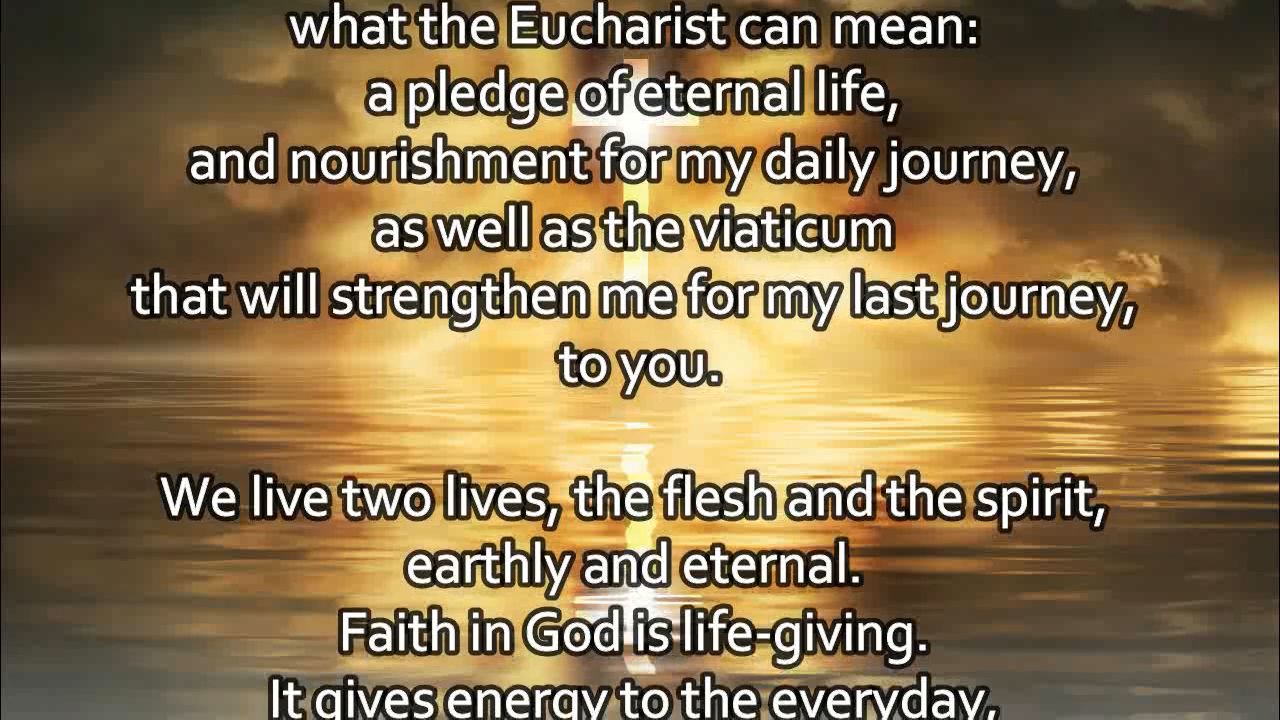 what the Eucharist can mean:
a pledge of eternal life,
and nourishment for my daily journey,
as well as the viaticum
that will strengthen me for my last journey,
to you.
We live two lives, the flesh and the spirit,
earthly and eternal.
Faith in God is life-giving.
It gives energy to the everyday,